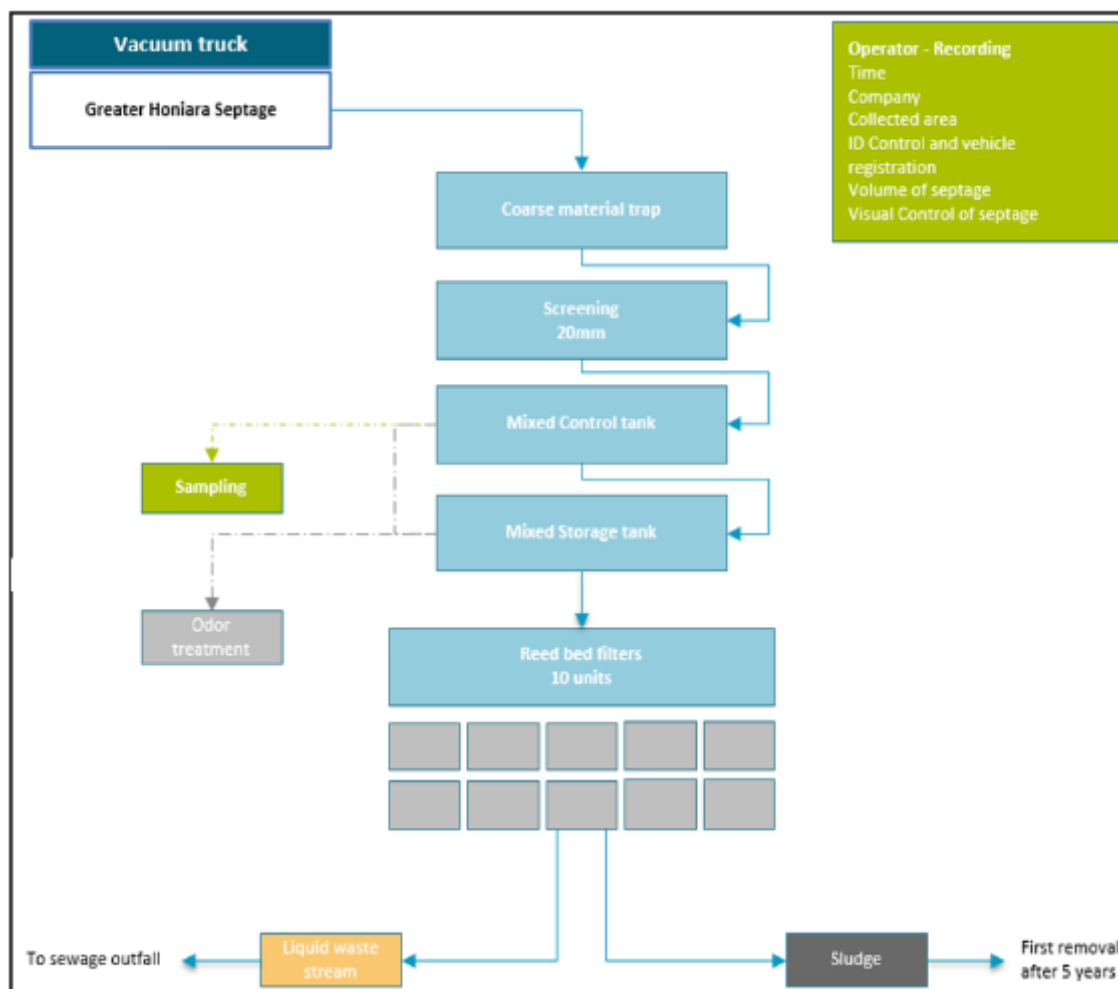 Vacuum truck
Greater Honiara Septage
Operator - Recording
Time
Company
Collected area
ID Control and vehicle
registration
Volume of septage
Visual Control of septage
Coarse material trap
Screening
20mm
Mixed Control tank
Sampling
Mixed Storage tank
Odor
treatment
Reed bed filters
10 units
To sewage outfall
Liquid waste
stream
Sludge
First removal
after 5 years